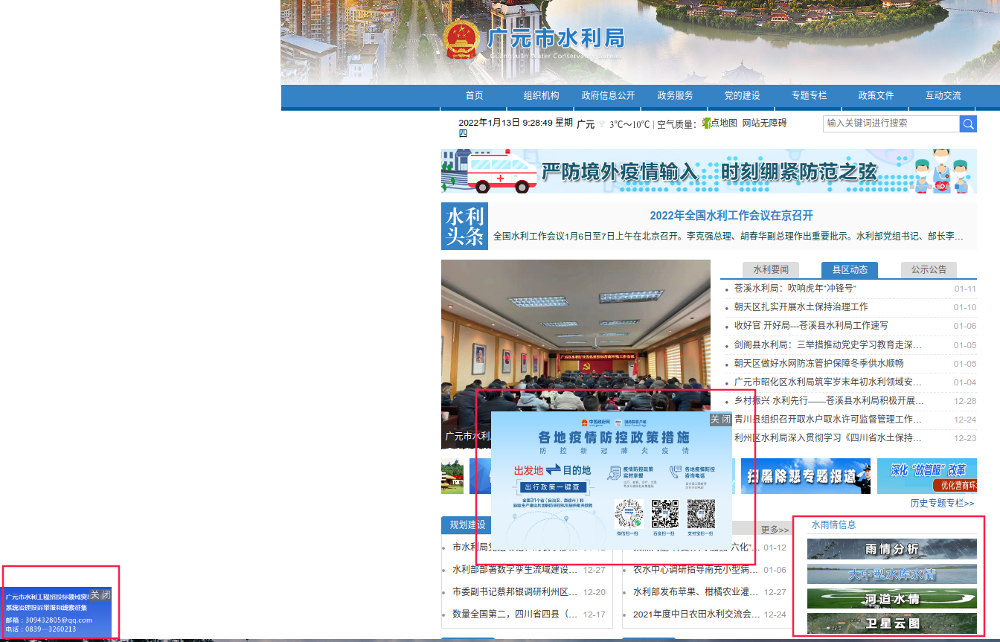 广元市水利局
Guangyuan Water Conservancy Bureau
首页 组织机构 政府信息公开 政务服务 党的建设 专题专栏 政策文件 互动交流
2022年1月13日 9:28:49 星期四
广元 3℃～10℃ | 空气质量：
点地图 网站无障碍
输入关键词进行搜索
严防境外疫情输入 时刻绷紧防范之弦
水利头条
2022年全国水利工作会议在京召开
全国水利工作会议1月6日至7日上午在北京召开。李克强总理、胡春华副总理作出重要批示。水利部党组书记、部长李…
水利要闻 县区动态 公示公告
苍溪水利局：吹响虎年“冲锋号” 01-11
朝天区扎实开展水土保持治理工作 01-10
收好官 开好局---苍溪县水利局工作速写 01-06
剑阁县水利局：三举措推动党史学习教育走深… 01-05
朝天区做好水网防冻管护保障冬季供水顺畅 01-05
广元市昭化区水利局筑牢岁末年初水利领域安… 01-04
乡村振兴 水利先行——苍溪县水利局积极开展… 12-28
青川县组织召开取水户取水许可监督管理工作… 12-24
利州区水利局深入贯彻学习《四川省水土保持… 12-23
广元市水利
关 闭
中国政府网
国务院客户端
各地疫情防控政策措施
防 控 新 冠 肺 炎 疫 情
出发地 目的地
出行政策一键查
全国31个省（自治区、直辖市）和
新疆生产建设兵团联防联控机制提供相关数据
疫情防控政策
实时掌握
各地疫情防控
咨询电话
微信扫一扫 百度扫一扫 支付宝扫一扫
扫黑除恶专题报道
深化“放管服”改革
优化营商环
历史专题专栏>>
规划建设
更多>>
01-12
水利部部署数字孪生流域建设… 12-27
市委副书记蔡邦银调研利州区… 12-20
数量全国第二，四川省四县（… 12-17
农水中心调研指导南充小型病… 01-06
水利部发布苹果、柑橘农业灌… 12-27
2021年度中日农田水利交流会… 12-24
水雨情信息
雨情分析
大中型水库水情
河道水情
卫星云图
关 闭
广元市水利工程招投标领域突
系统治理投诉举报和线索征集
邮箱：309432805@qq.com
电话：0839—3260213